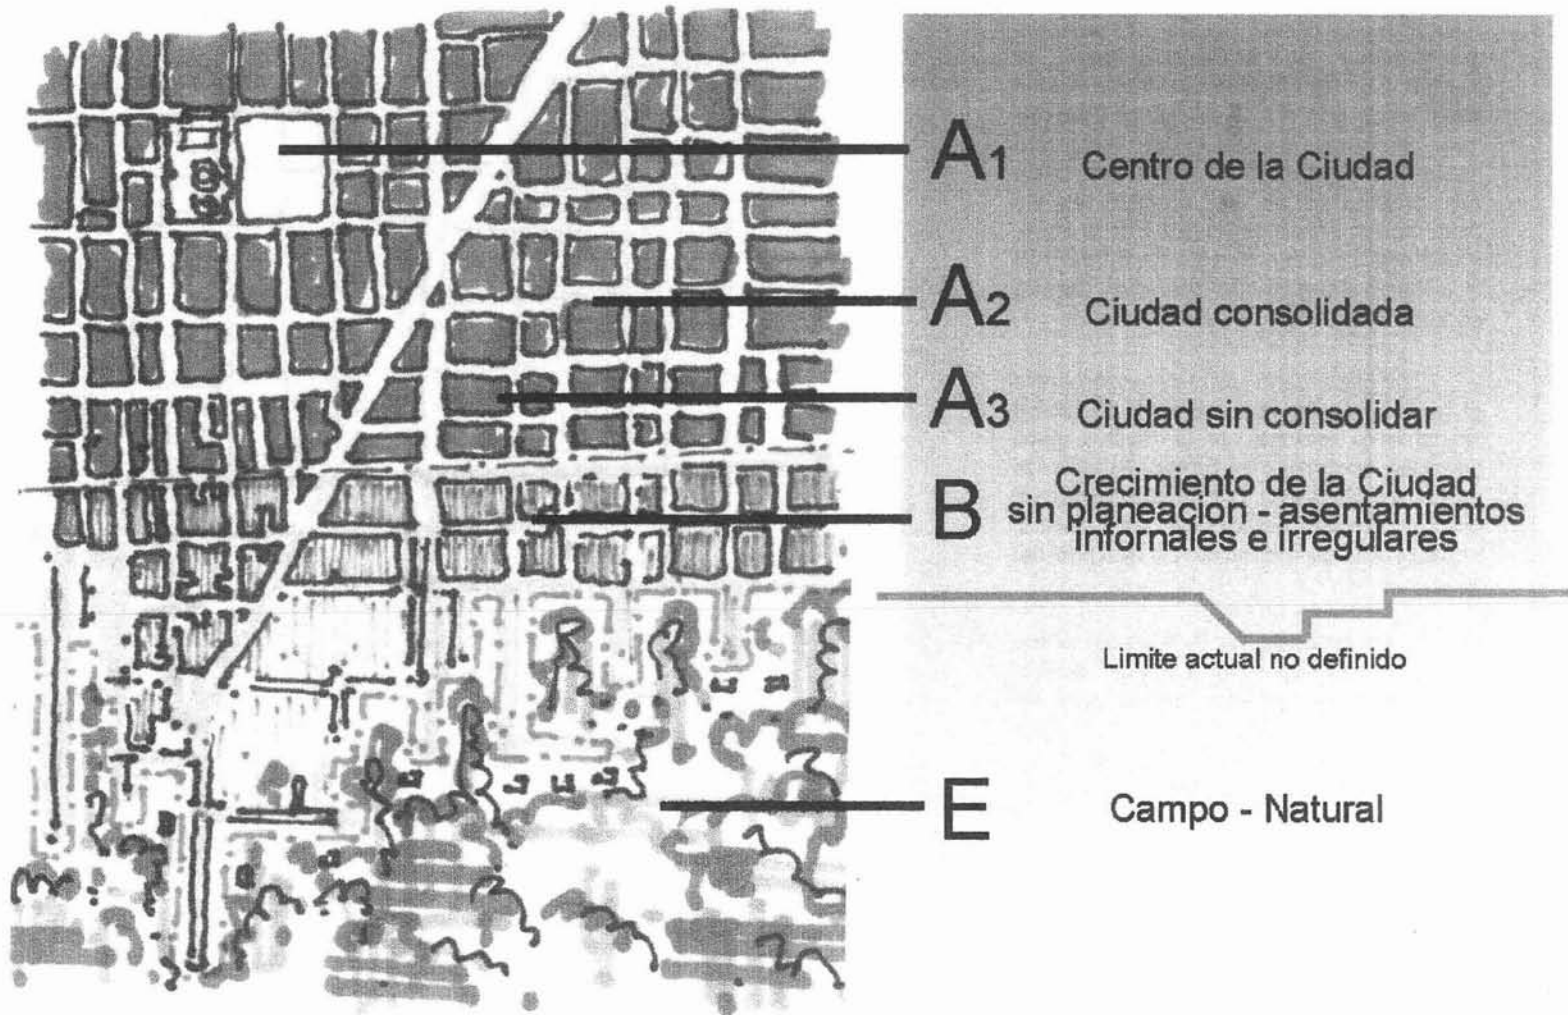 A1 Centro de la Ciudad
A2 Ciudad consolidada
A3 Ciudad sin consolidar
B Crecimiento de la Ciudad
sin planeación - asentamientos
infornales e irregulares
Limite actual no definido
E Campo - Natural